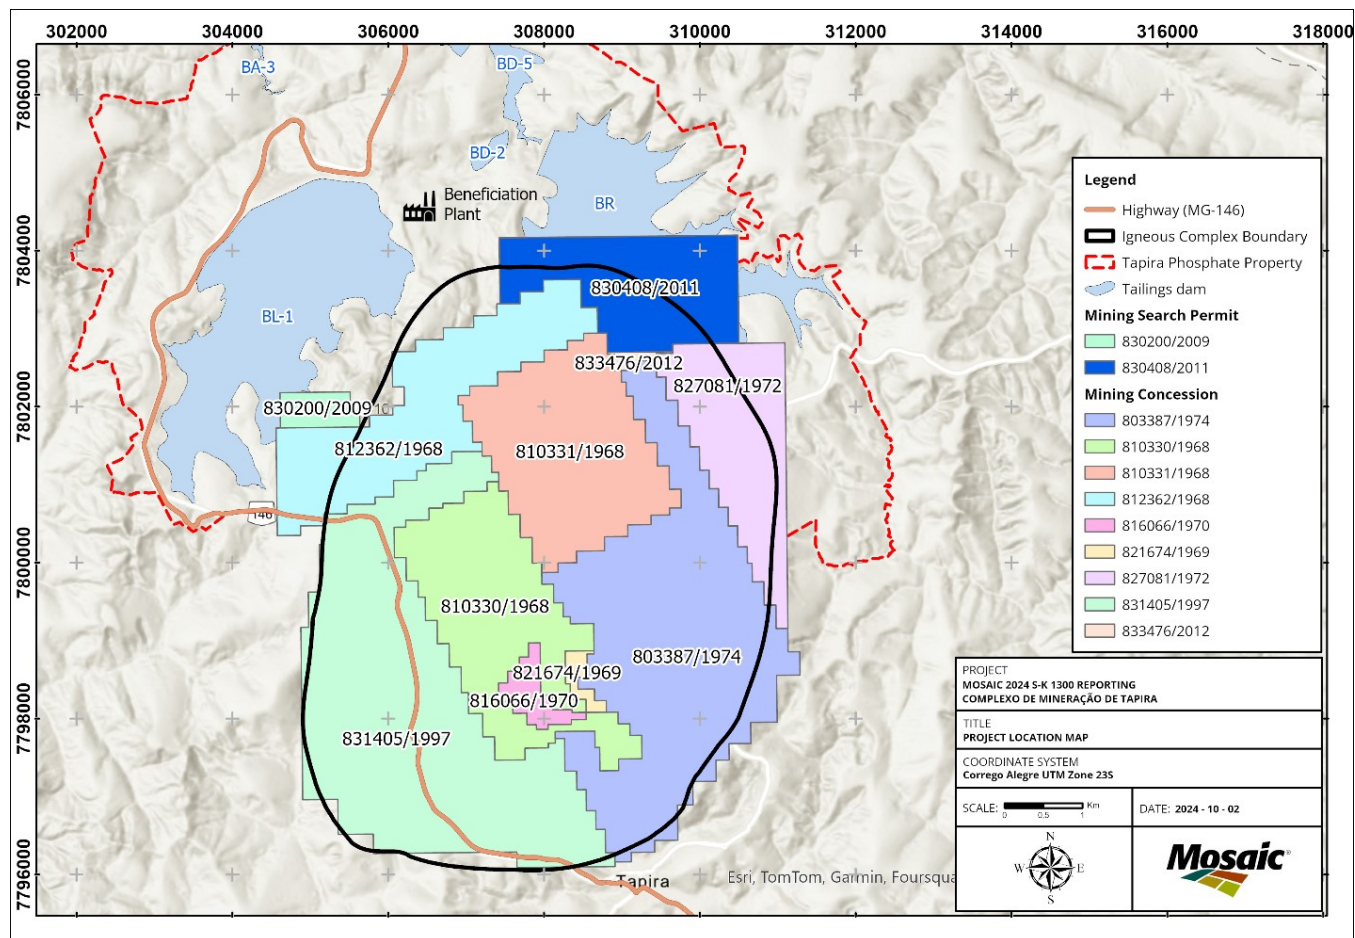 302000 304000 306000 308000 310000 312000 314000 316000 318000
7806000
7804000
7802000
7800000
7798000
7796000
BA-3
BD-5
BD-2
Beneficiation
Plant
BR
BL-1
830408/2011
833476/2012
827081/1972
830200/2009
812362/1968
810331/1968
146
810330/1968
803387/1974
821674/1969
816066/1970
831405/1997
Tapira
Esri, TomTom, Garmin, Foursqua
Legend
Highway (MG-146)
Igneous Complex Boundary
Tapira Phosphate Property
Tailings dam
Mining Search Permit
830200/2009
830408/2011
Mining Concession
803387/1974
810330/1968
810331/1968
812362/1968
816066/1970
821674/1969
827081/1972
831405/1997
833476/2012
PROJECT
MOSAIC 2024 S-K 1300 REPORTING
COMPLEXO DE MINERAÇÃO DE TAPIRA
TITLE
PROJECT LOCATION MAP
COORDINATE SYSTEM
Corrego Alegre UTM Zone 23S
SCALE: 0 0,5 1 Km
DATE: 2024 - 10 - 02
N
W E
S
Mosaic®